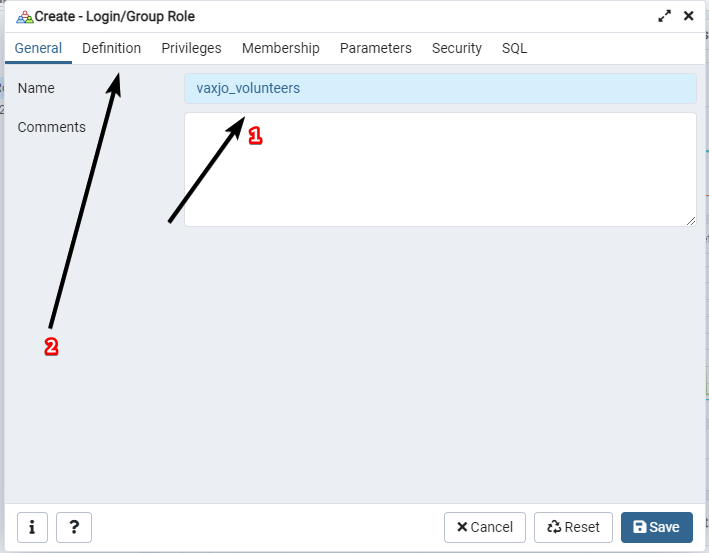 Create - Login/Group Role
General Definition Privileges Membership Parameters Security SQL
Name vaxjo_volunteers
Comments
1
2
i ? Cancel Reset Save